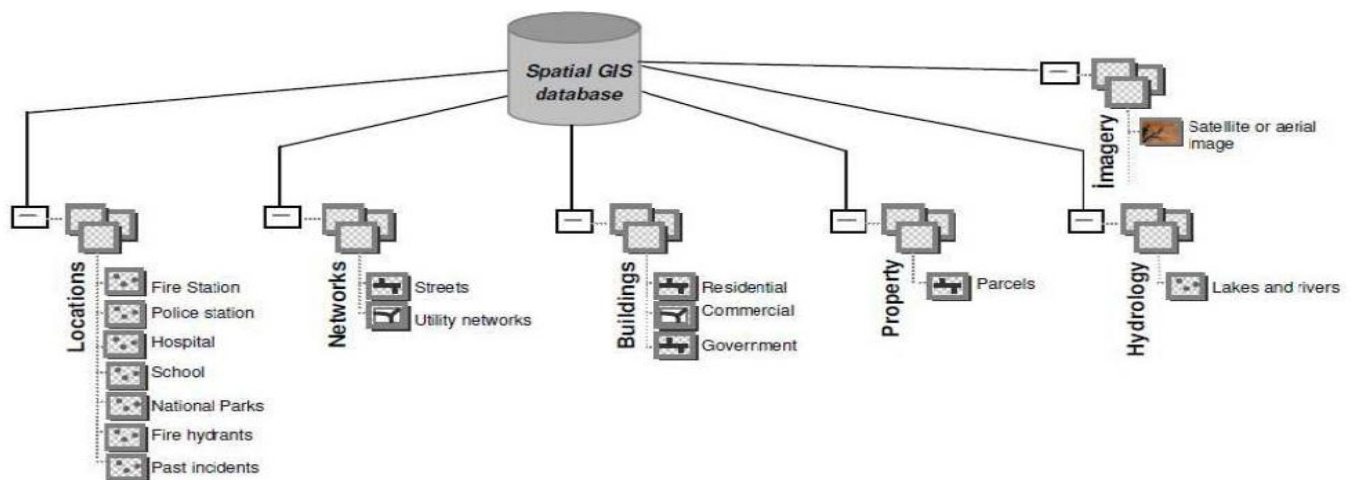 Spatial GIS
database
Imagery
Satellite or aerial
image
Locations
Fire Station
Police station
Hospital
School
National Parks
Fire hydrants
Past incidents
Networks
Streets
Utility networks
Buildings
Residential
Commercial
Government
Property
Parcels
Hydrology
Lakes and rivers